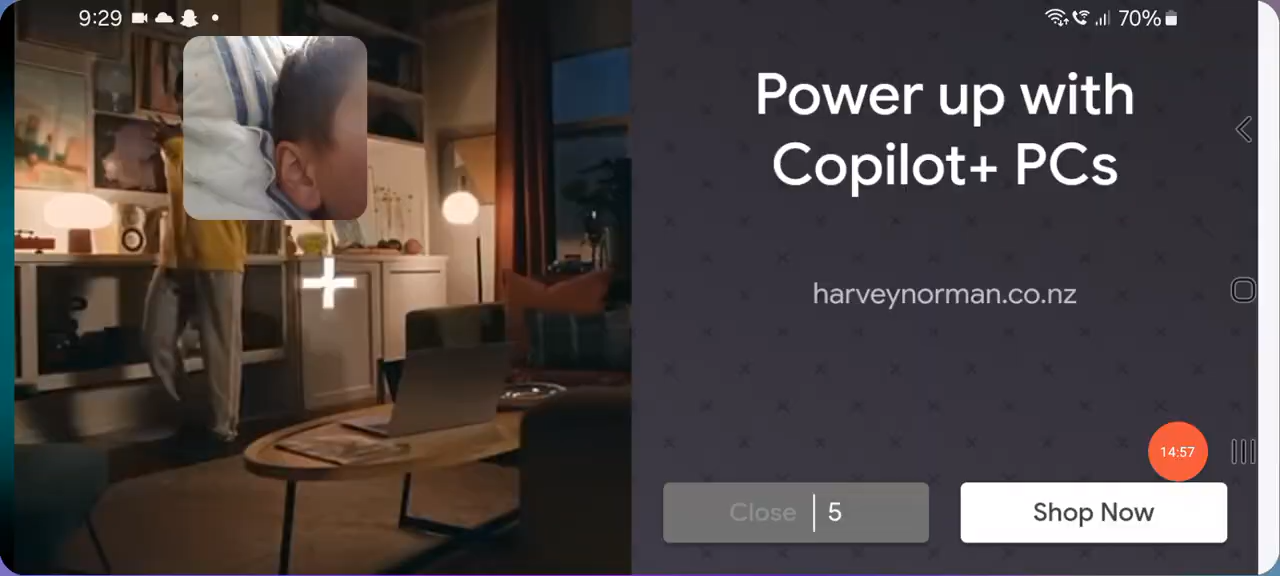 9:29
70%
Power up with
Copilot+ PCs
harveynorman.co.nz
14:57
Close 5
Shop Now